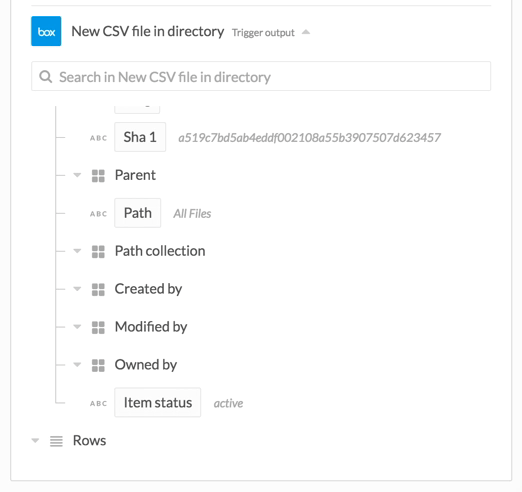 box New CSV file in directory Trigger output
Search in New CSV file in directory
ABC Sha 1 a519c7bd5ab4eddf002108a55b3907507d623457
Parent
ABC Path All Files
Path collection
Created by
Modified by
Owned by
ABC Item status active
Rows